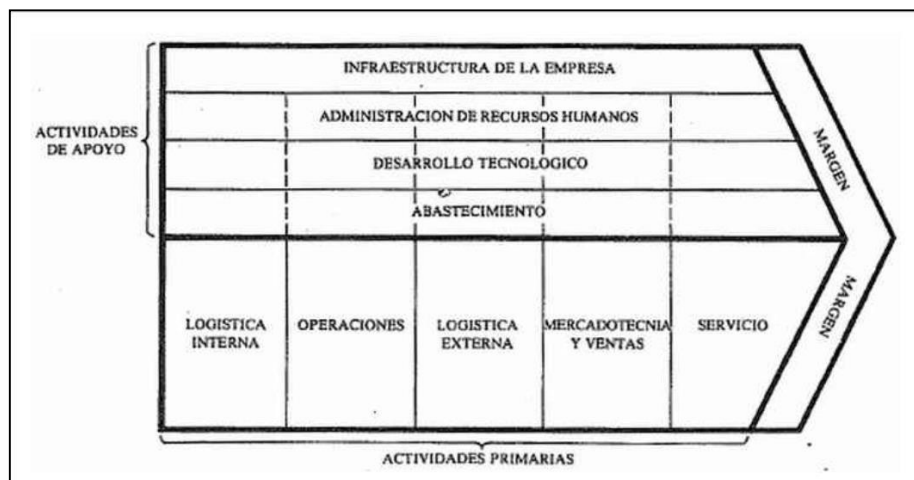 INFRAESTRUCTURA DE LA EMPRESA
ADMINISTRACION DE RECURSOS HUMANOS
ACTIVIDADES
DE APOYO
DESARROLLO TECNOLOGICO
ABASTECIMIENTO
MARGEN
LOGISTICA
INTERNA
OPERACIONES
LOGISTICA
EXTERNA
MERCADOTECNIA
Y VENTAS
SERVICIO
MARGEN
ACTIVIDADES PRIMARIAS